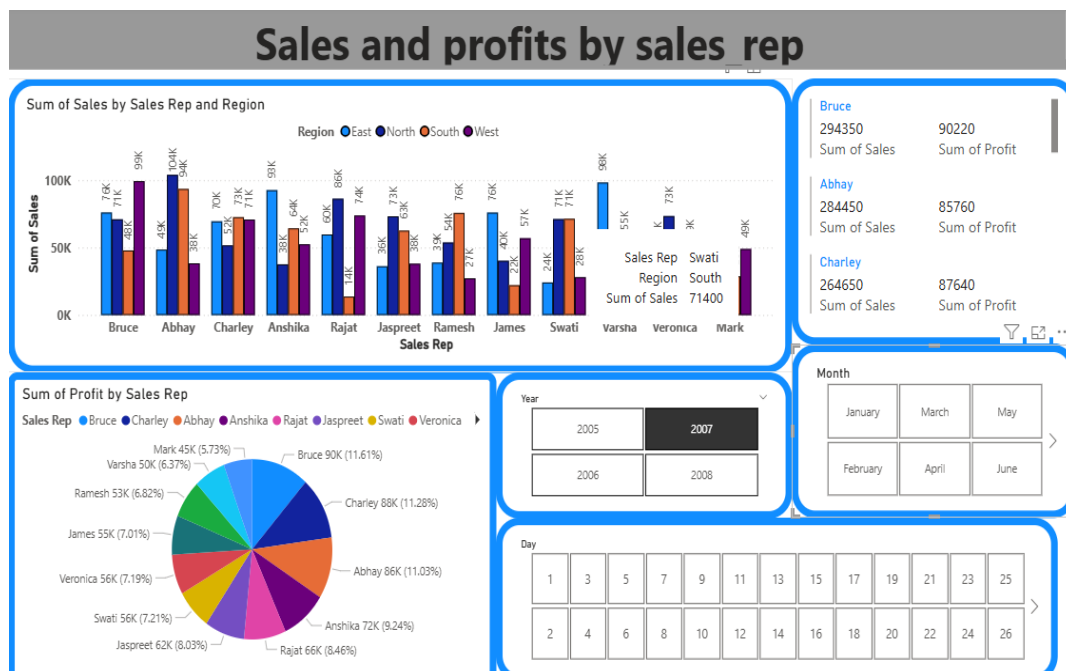 Sales and profits by sales_rep
Sum of Sales by Sales Rep and Region
Region East North South West
Sum of Sales
100K
50K
0K
76K 71K 48K 99K
49K 104K 94K 38K
70K 52K 73K 71K
93K 38K 64K 52K
60K 86K 14K 74K
36K 73K 63K 38K
39K 54K 76K 27K
76K 40K 22K 57K
24K 71K 71K 28K
98K 55K
73K
49K
Sales Rep Swati
Region South
Sum of Sales 71400
Bruce Abhay Charley Anshika Rajat Jaspreet Ramesh James Swati Varsha Veronica Mark
Sales Rep
Bruce
294350 90220
Sum of Sales Sum of Profit
Abhay
284450 85760
Sum of Sales Sum of Profit
Charley
264650 87640
Sum of Sales Sum of Profit
Sum of Profit by Sales Rep
Sales Rep Bruce Charley Abhay Anshika Rajat Jaspreet Swati Veronica
Mark 45K (5.73%)
Varsha 50K (6.37%)
Ramesh 53K (6.82%)
James 55K (7.01%)
Veronica 56K (7.19%)
Swati 56K (7.21%)
Jaspreet 62K (8.03%)
Bruce 90K (11.61%)
Charley 88K (11.28%)
Abhay 86K (11.03%)
Anshika 72K (9.24%)
Rajat 66K (8.46%)
Year
2005 2007
2006 2008
Month
January March May
February April June
Day
1 3 5 7 9 11 13 15 17 19 21 23 25
2 4 6 8 10 12 14 16 18 20 22 24 26